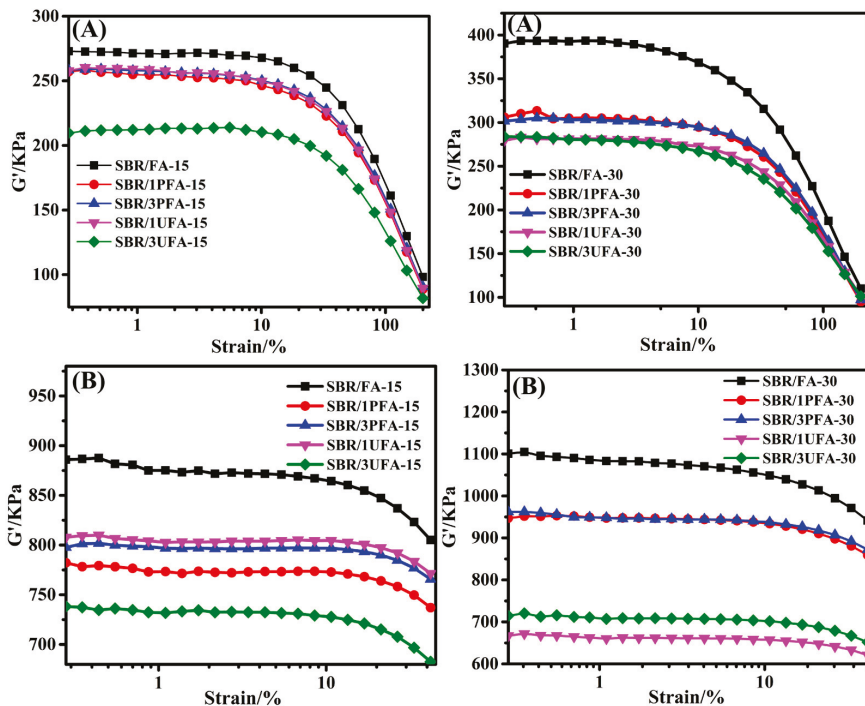 (A)
300
250
200
150
100
G'/KPa
SBR/FA-15
SBR/1PFA-15
SBR/3PFA-15
SBR/1UFA-15
SBR/3UFA-15
1 10 100
Strain/%
(A)
400
350
300
250
200
150
100
G'/KPa
SBR/FA-30
SBR/1PFA-30
SBR/3PFA-30
SBR/1UFA-30
SBR/3UFA-30
1 10 100
Strain/%
(B)
950
900
850
800
750
700
G'/KPa
SBR/FA-15
SBR/1PFA-15
SBR/3PFA-15
SBR/1UFA-15
SBR/3UFA-15
1 10
Strain/%
(B)
1300
1200
1100
1000
900
800
700
600
G'/KPa
SBR/FA-30
SBR/1PFA-30
SBR/3PFA-30
SBR/1UFA-30
SBR/3UFA-30
1 10
Strain/%